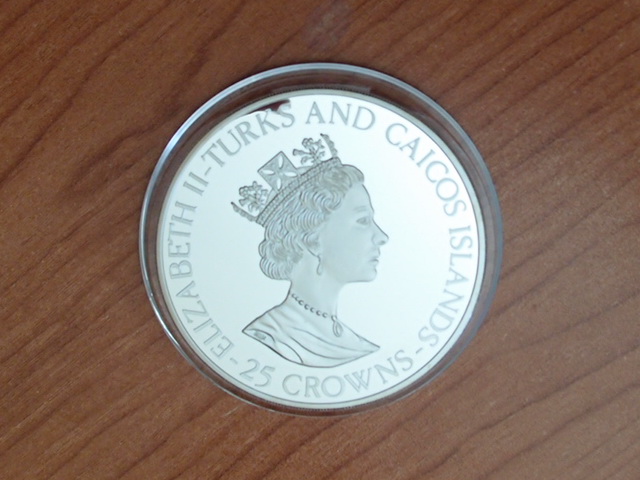 ELIZABETH II-TURKS AND CAICOS ISLANDS-
-25 CROWNS-